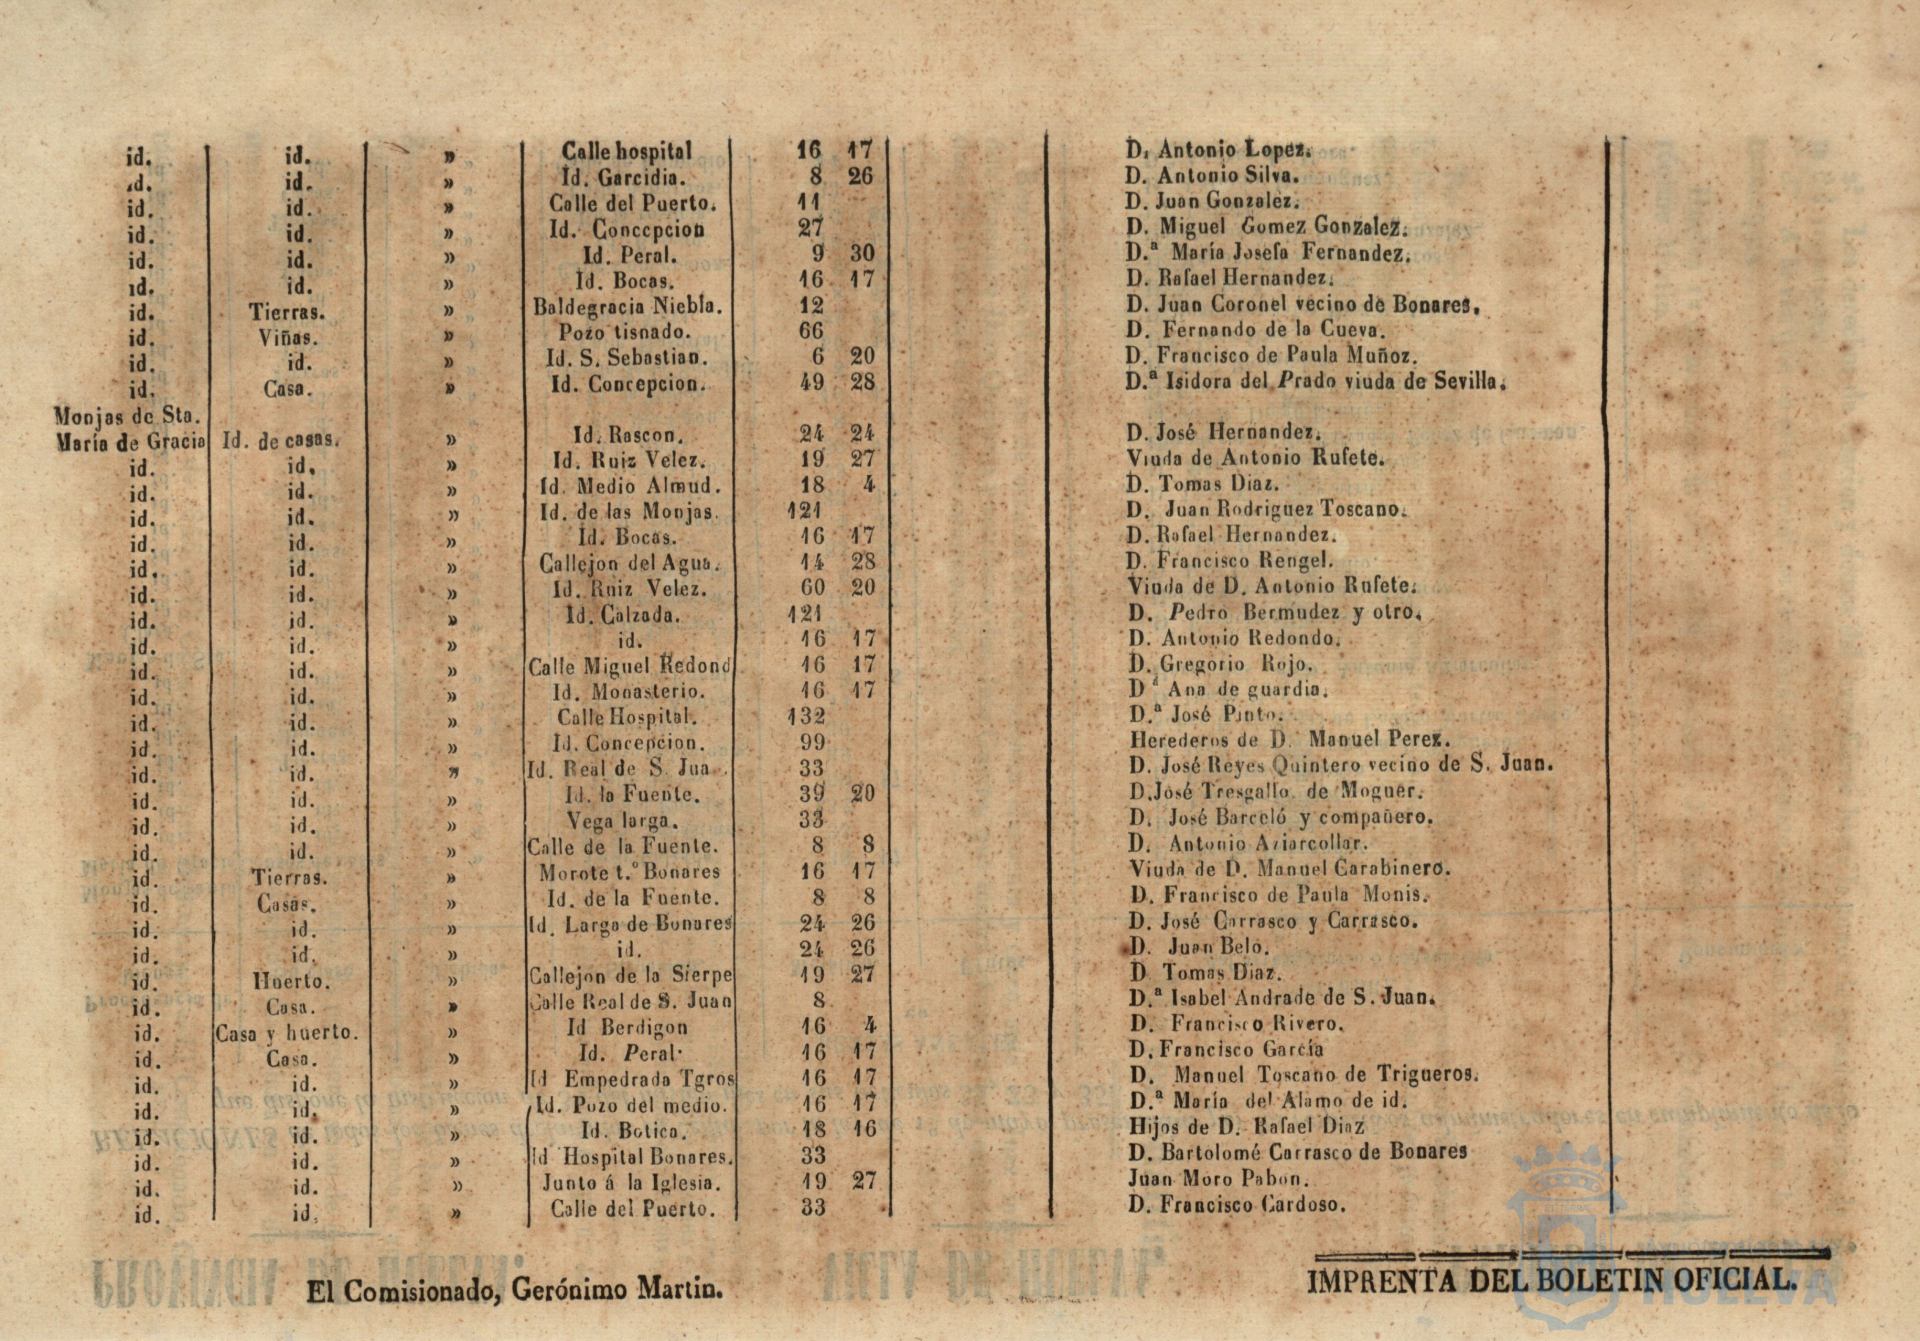 id. id. » Calle hospital 16 17 D. Antonio Lopez.
id. id. » Id. Garcidia. 8 26 D. Antonio Silva.
id. id. » Calle del Puerto. 11 D. Juan Gonzalez.
id. id. » Id. Concepcion 27 D. Miguel Gomez Gonzalez.
id. id. » Id. Peral. 9 30 D.ª María Josefa Fernandez.
id. id. » Id. Bocas. 16 17 D. Rafael Hernandez.
id. Tierras. » Baldegracia Niebla. 12 D. Juan Coronel vecino de Bonares.
id. Viñas. » Pozo tisnado. 66 D. Fernando de la Cueva.
id. id. » Id. S. Sebastian. 6 20 D. Francisco de Paula Muñoz.
id. Casa. » Id. Concepcion. 49 28 D.ª Isidora del Prado viuda de Sevilla.
Monjas de Sta.
María de Gracia Id. de casas. » Id. Rascon. 24 24 D. José Hernandez.
id. id. » Id. Ruiz Velez. 19 27 Viuda de Antonio Rufete.
id. id. » Id. Medio Almud. 18 4 D. Tomas Diaz.
id. id. » Id. de las Monjas. 121 D. Juan Rodriguez Toscano.
id. id. » Id. Bocas. 16 17 D. Rafael Hernandez.
id. id. » Callejon del Agua. 14 28 D. Francisco Rengel.
id. id. » Id. Ruiz Velez. 60 20 Viuda de D. Antonio Rufete.
id. id. » Id. Calzada. 121 D. Pedro Bermudez y otro.
id. id. » id. 16 17 D. Antonio Redondo.
id. id. » Calle Miguel Redond 16 17 D. Gregorio Rojo.
id. id. » Id. Monasterio. 16 17 Dª Ana de guardia.
id. id. » Calle Hospital. 132 D.ª José Pinto.
id. id. » Id. Concepcion. 99 Herederos de D. Manuel Perez.
id. id. » Id. Real de S. Jua . 33 D. José Reyes Quintero vecino de S. Juan.
id. id. » Id. la Fuente. 39 20 D.José Tresgallo de Moguer.
id. id. » Vega larga. 33 D. José Barceló y compañero.
id. id. » Calle de la Fuente. 8 8 D. Antonio
id. Tierras. » Morote t.º Bonares 16 17 Viuda de D. Manuel Carabinero.
id. Casas. » Id. de la Fuente. 8 8 D. Francisco de Paula Monis.
id. id. » Id. Larga de Bonares 24 26 D. José Carrasco y Carrasco.
id. id. » id. 24 26 D. Juan Belo.
id. Huerto. » Callejon de la Sierpe 19 27 D. Tomas Diaz.
id. Casa. » Calle Real de S. Juan 8 D.ª Isabel Andrade de S. Juan.
id. Casa y huerto. » Id Berdigon 16 4 D. Francisco Rivero.
id. Casa. » Id. Peral. 16 17 D. Francisco García
id. id. » Id Empedrada Tgros 16 17 D. Manuel Toscano de Trigueros.
id. id. » Id. Pozo del medio. 16 17 D.ª María del Alamo de id.
id. id. » Id. Botica. 18 16 Hijos de D. Rafael Diaz
id. id. » Id Hospital Bonares. 33 D. Bartolomé Carrasco de Bonares
id. id. » Junto á la Iglesia. 19 27 Juan Moro Pabon.
id. id. » Calle del Puerto. 33 D. Francisco Cardoso.
El Comisionado, Gerónimo Martin.
IMPRENTA DEL BOLETIN OFICIAL.
HUELVA